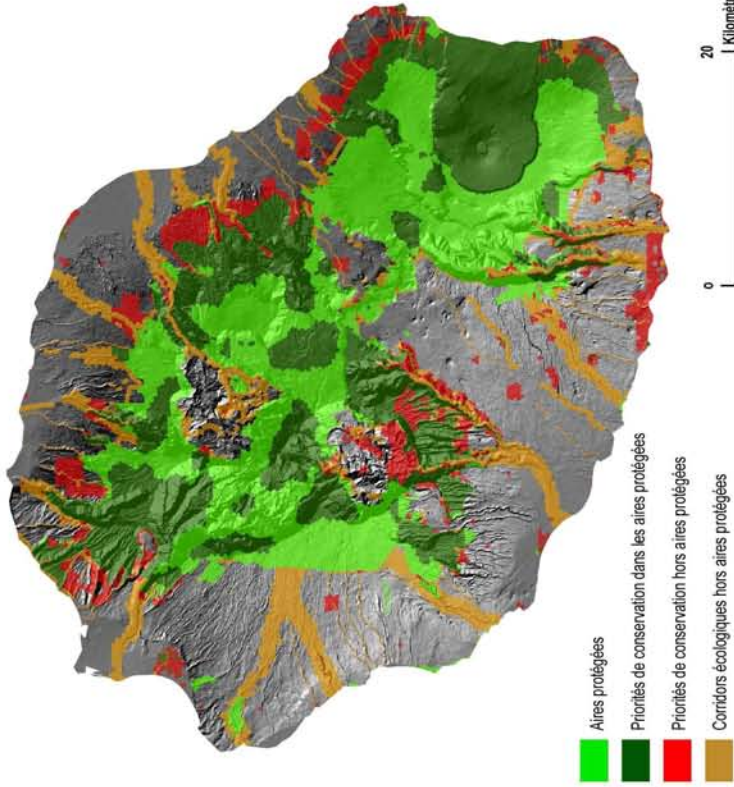 Aires protégées
Priorités de conservation dans les aires protégées
Priorités de conservation hors aires protégées
Corridors écologiques hors aires protégées
0 20